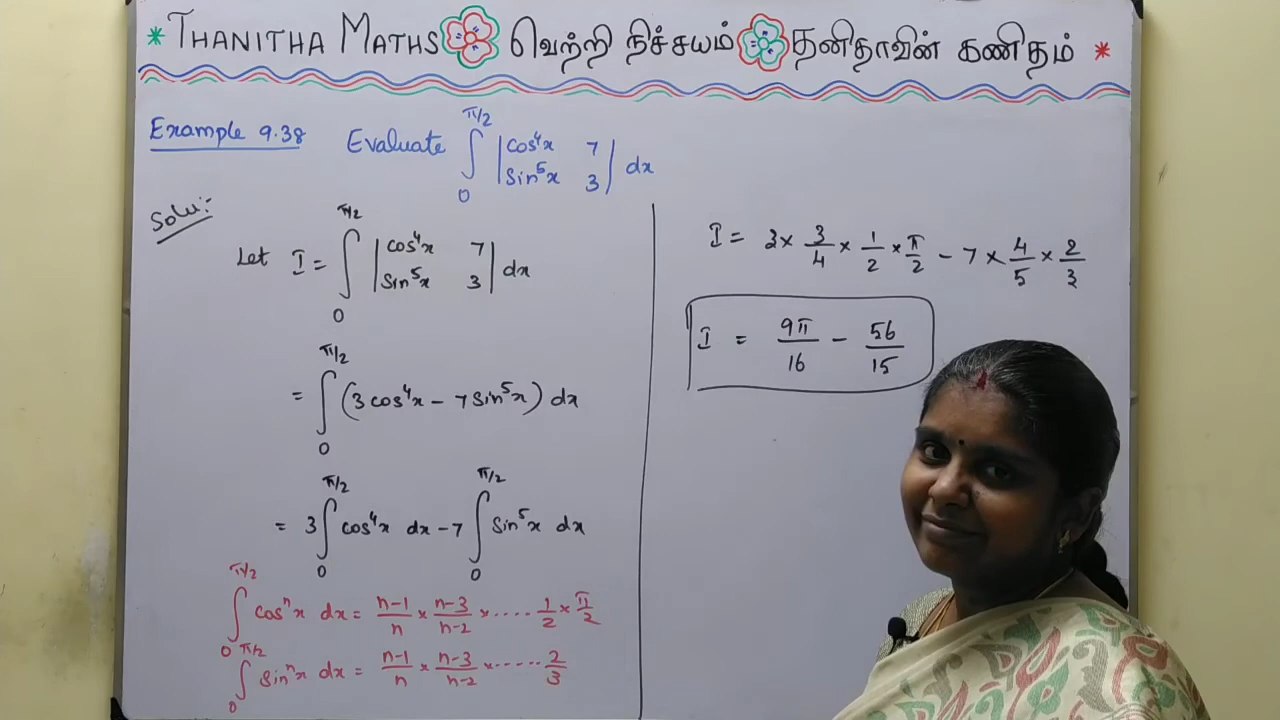 * THANITHA MATHS வெற்றி நிச்சயம் தனிதாவின் கணிதம் *
Example 9.38 Evaluate ∫₀^{π/2} |cos⁴x 7; sin⁵x 3| dx
Solu:-
Let I = ∫₀^{π/2} |cos⁴x 7; sin⁵x 3| dx
= ∫₀^{π/2} (3cos⁴x - 7sin⁵x) dx
= 3∫₀^{π/2} cos⁴x dx - 7∫₀^{π/2} sin⁵x dx
∫₀^{π/2} cosⁿx dx = n-1/n × n-3/n-2 × ..... 1/2 × π/2
∫₀^{π/2} sinⁿx dx = n-1/n × n-3/n-2 × ..... 2/3
I = 3 × 3/4 × 1/2 × π/2 - 7 × 4/5 × 2/3
I = 9π/16 - 56/15